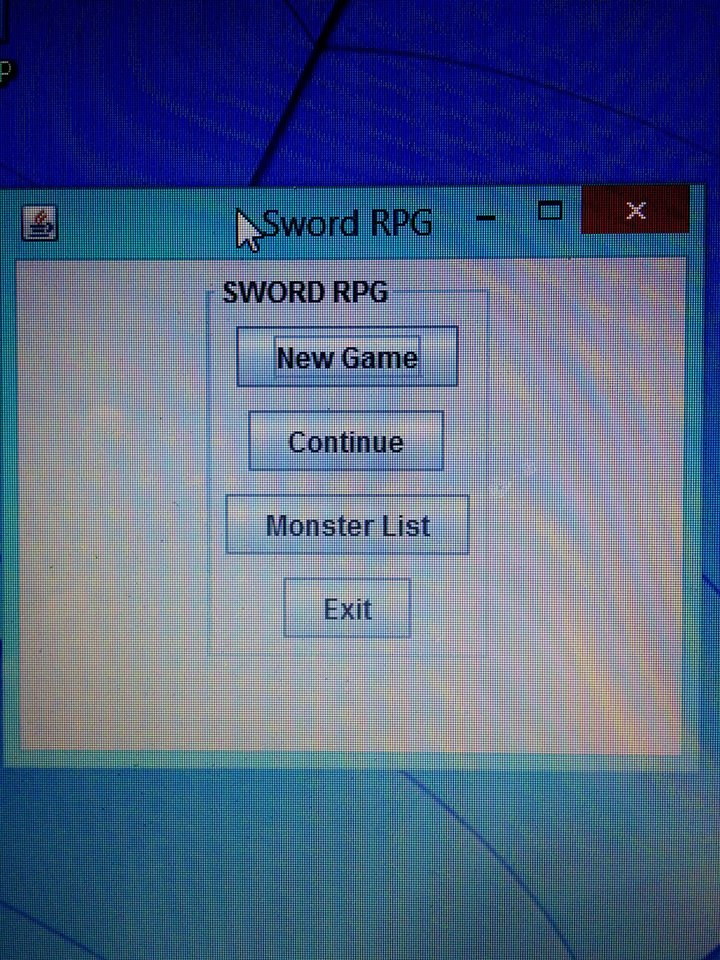 P
Sword RPG
SWORD RPG
New Game
Continue
Monster List
Exit